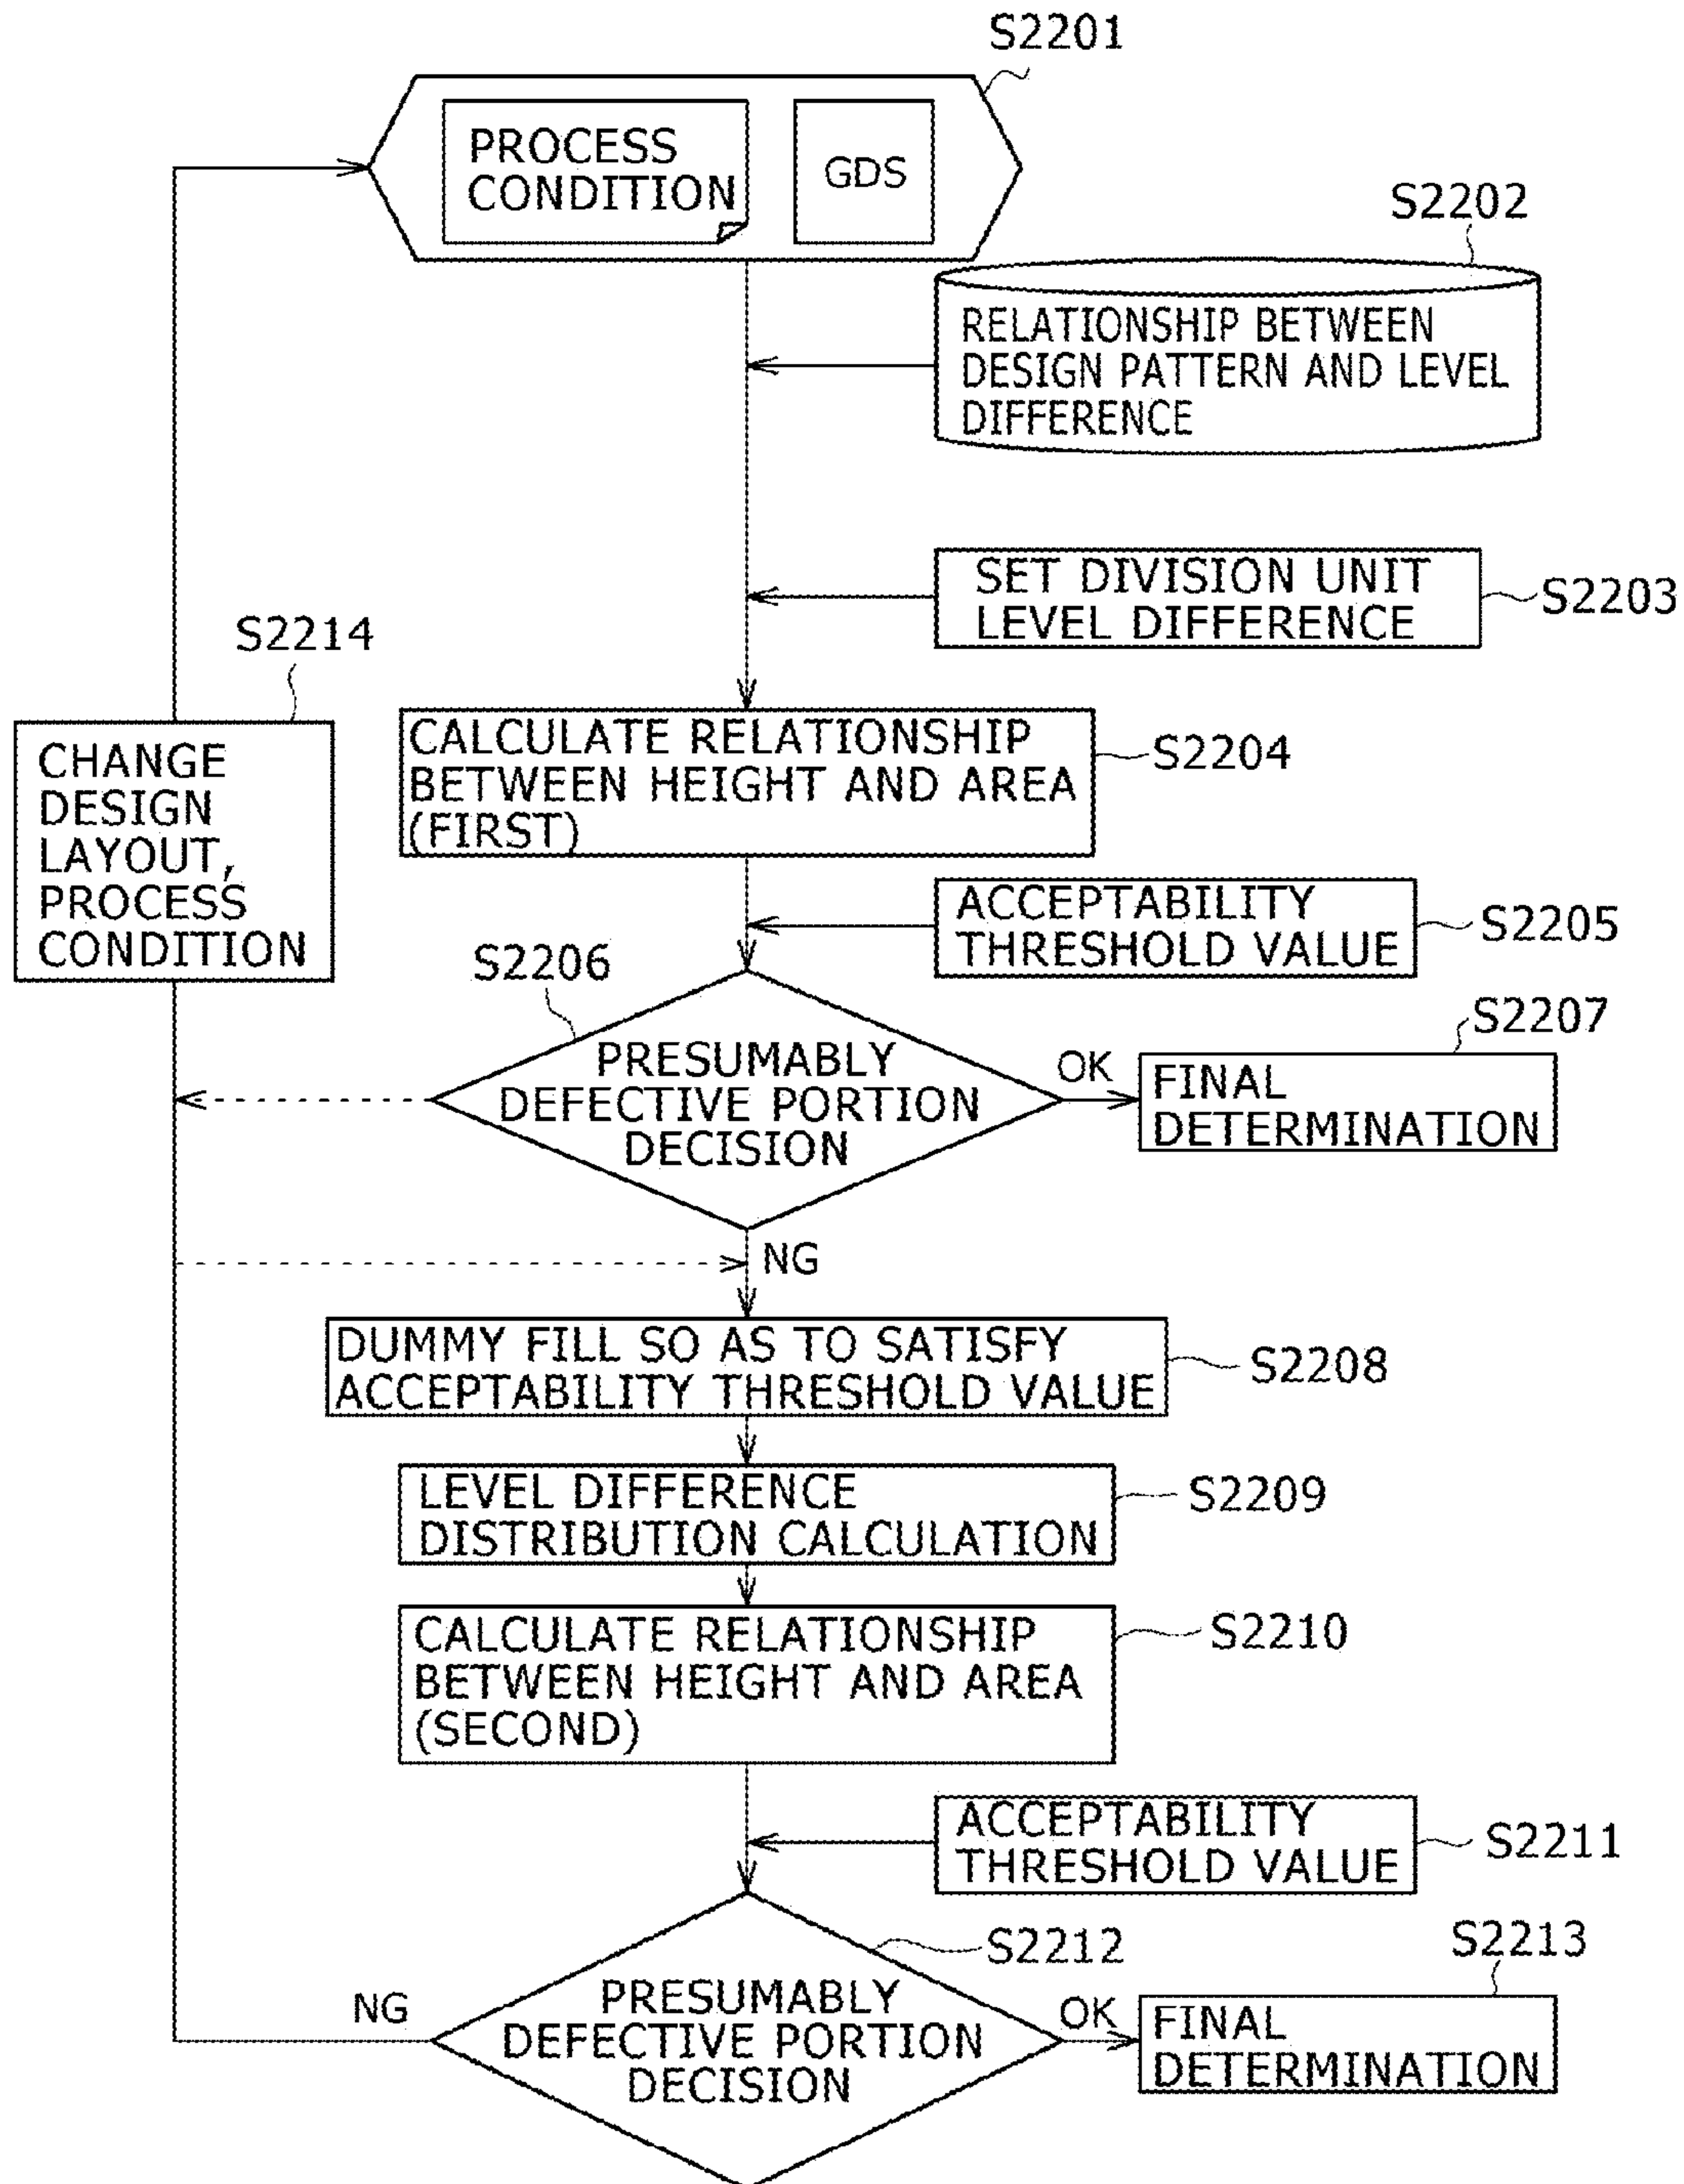 S2201
PROCESS
CONDITION
GDS
S2202
RELATIONSHIP BETWEEN
DESIGN PATTERN AND LEVEL
DIFFERENCE
SET DIVISION UNIT
LEVEL DIFFERENCE
S2203
S2214
CHANGE
DESIGN
LAYOUT,
PROCESS
CONDITION
CALCULATE RELATIONSHIP
BETWEEN HEIGHT AND AREA
(FIRST)
S2204
ACCEPTABILITY
THRESHOLD VALUE
S2205
S2206
PRESUMABLY
DEFECTIVE PORTION
DECISION
OK
S2207
FINAL
DETERMINATION
NG
DUMMY FILL SO AS TO SATISFY
ACCEPTABILITY THRESHOLD VALUE
S2208
LEVEL DIFFERENCE
DISTRIBUTION CALCULATION
S2209
CALCULATE RELATIONSHIP
BETWEEN HEIGHT AND AREA
(SECOND)
S2210
ACCEPTABILITY
THRESHOLD VALUE
S2211
S2212
NG
PRESUMABLY
DEFECTIVE PORTION
DECISION
OK
S2213
FINAL
DETERMINATION